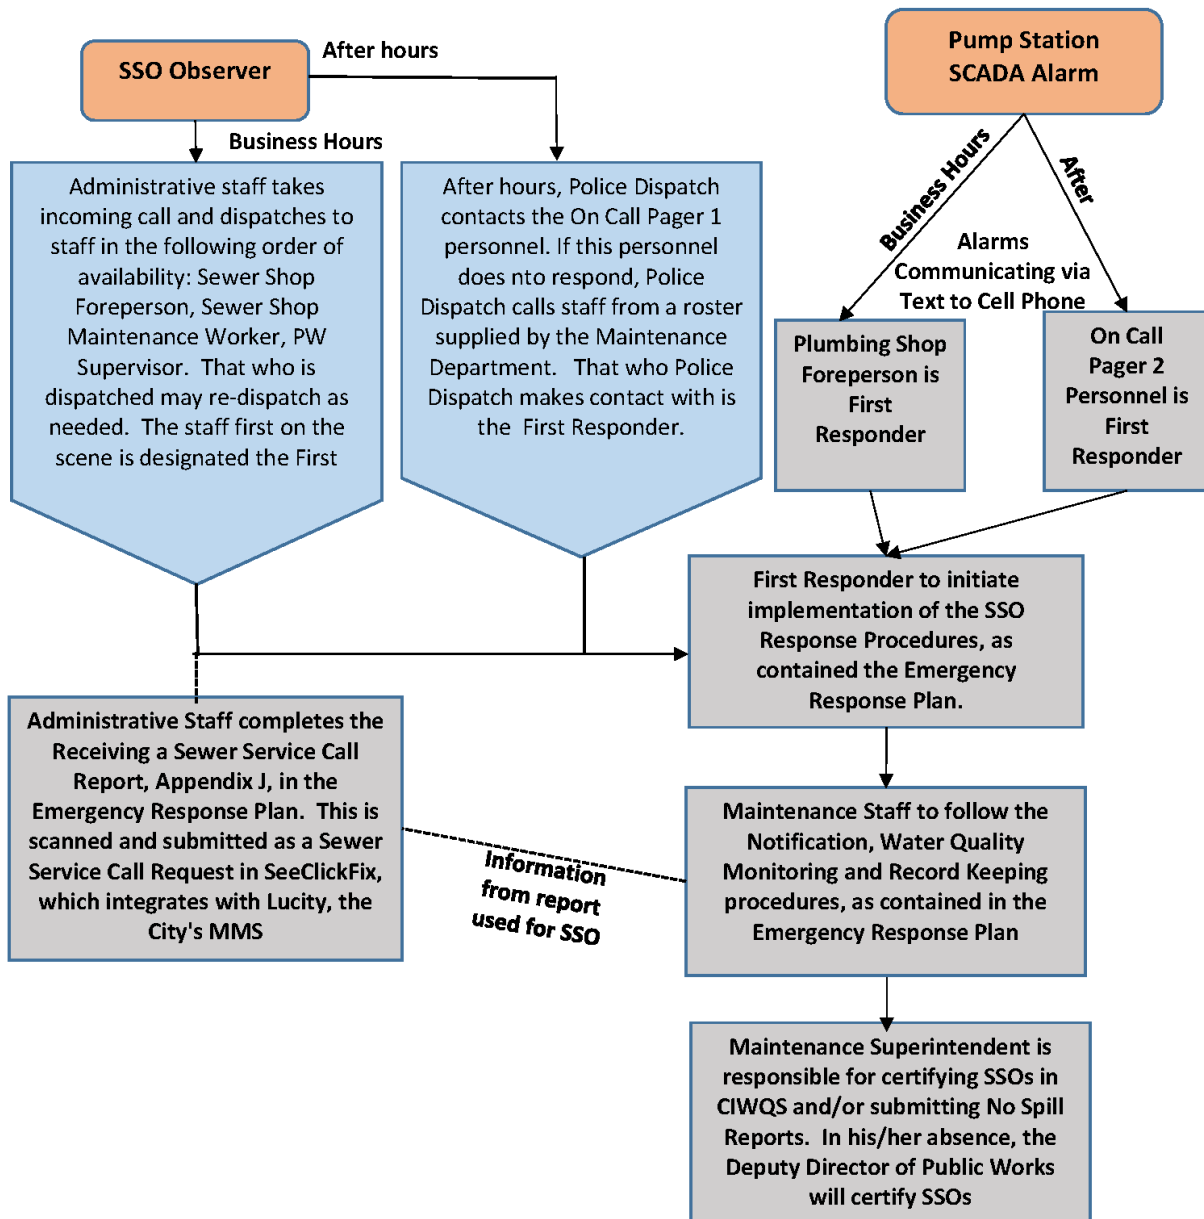 SSO Observer
After hours
Pump Station
SCADA Alarm
Business Hours
Business Hours
After
Alarms
Communicating via
Text to Cell Phone
Administrative staff takes
incoming call and dispatches to
staff in the following order of
availability: Sewer Shop
Foreperson, Sewer Shop
Maintenance Worker, PW
Supervisor.  That who is
dispatched may re-dispatch as
needed.  The staff first on the
scene is designated the First
After hours, Police Dispatch
contacts the On Call Pager 1
personnel. If this personnel
does nto respond, Police
Dispatch calls staff from a roster
supplied by the Maintenance
Department.   That who Police
Dispatch makes contact with is
the  First Responder.
Plumbing Shop
Foreperson is
First
Responder
On Call
Pager 2
Personnel is
First
Responder
First Responder to initiate
implementation of the SSO
Response Procedures, as
contained the Emergency
Response Plan.
Administrative Staff completes the
Receiving a Sewer Service Call
Report, Appendix J, in the
Emergency Response Plan.  This is
scanned and submitted as a Sewer
Service Call Request in SeeClickFix,
which integrates with Lucity, the
City's MMS
Information
from report
used for SSO
Maintenance Staff to follow the
Notification, Water Quality
Monitoring and Record Keeping
procedures, as contained in the
Emergency Response Plan
Maintenance Superintendent is
responsible for certifying SSOs in
CIWQS and/or submitting No Spill
Reports.  In his/her absence, the
Deputy Director of Public Works
will certify SSOs